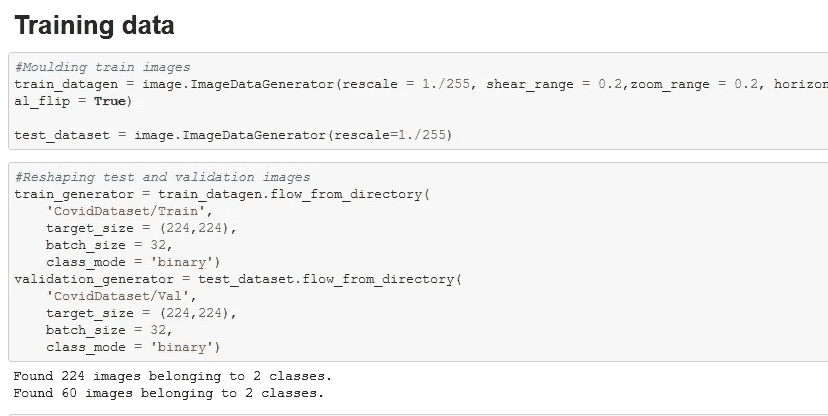 Training data
#Moulding train images
train_datagen = image.ImageDataGenerator(rescale = 1./255, shear_range = 0.2,zoom_range = 0.2, horizon
al_flip = True)
test_dataset = image.ImageDataGenerator(rescale=1./255)
#Reshaping test and validation images
train_generator = train_datagen.flow_from_directory(
'CovidDataset/Train',
target_size = (224,224),
batch_size = 32,
class_mode = 'binary')
validation_generator = test_dataset.flow_from_directory(
'CovidDataset/Val',
target_size = (224,224),
batch_size = 32,
class_mode = 'binary')
Found 224 images belonging to 2 classes.
Found 60 images belonging to 2 classes.